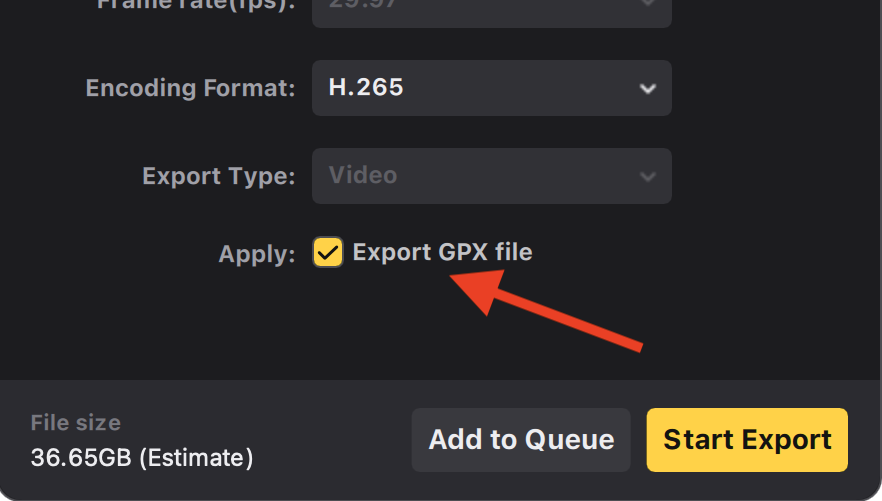 Frame rate(fps):
29.97
Encoding Format:
H.265
Export Type:
Video
Apply:
Export GPX file
File size
36.65GB (Estimate)
Add to Queue
Start Export